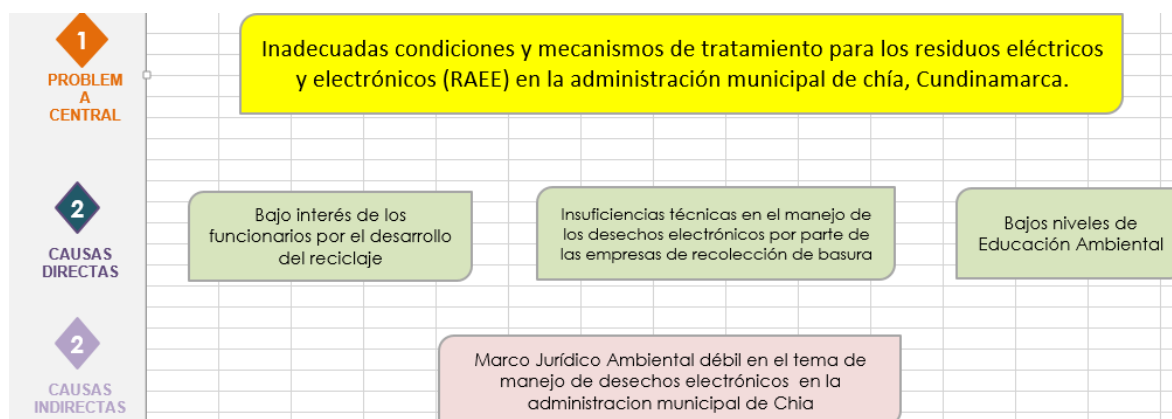 1
PROBLEM
A
CENTRAL
Inadecuadas condiciones y mecanismos de tratamiento para los residuos eléctricos
y electrónicos (RAEE) en la administración municipal de chía, Cundinamarca.
2
CAUSAS
DIRECTAS
Bajo interés de los
funcionarios por el desarrollo
del reciclaje
Insuficiencias técnicas en el manejo de
los desechos electrónicos por parte de
las empresas de recolección de basura
Bajos niveles de
Educación Ambiental
2
CAUSAS
INDIRECTAS
Marco Jurídico Ambiental débil en el tema de
manejo de desechos electrónicos en la
administracion municipal de Chia